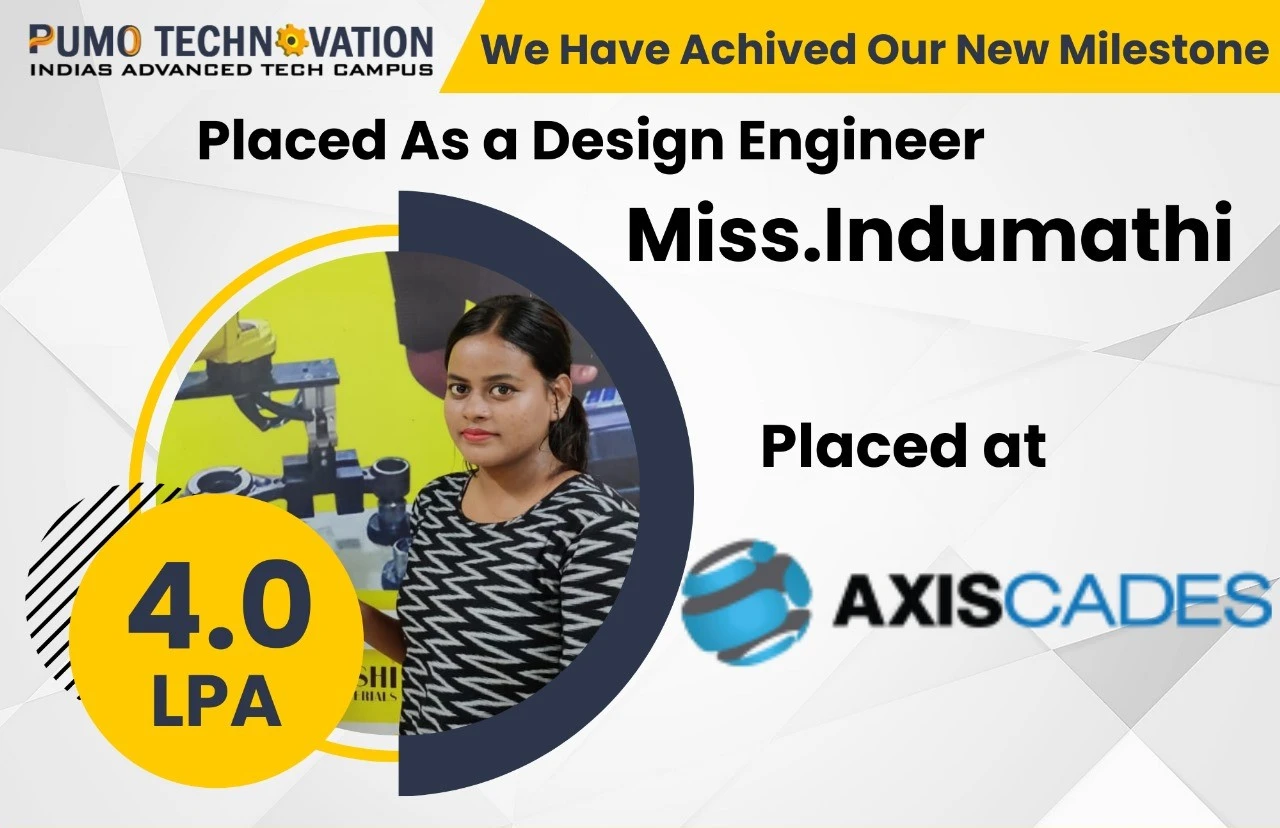 PUMO TECHNOVATION
INDIAS ADVANCED TECH CAMPUS
We Have Achived Our New Milestone
Placed As a Design Engineer
Miss.Indumathi
Placed at
AXISCADES
4.0
LPA